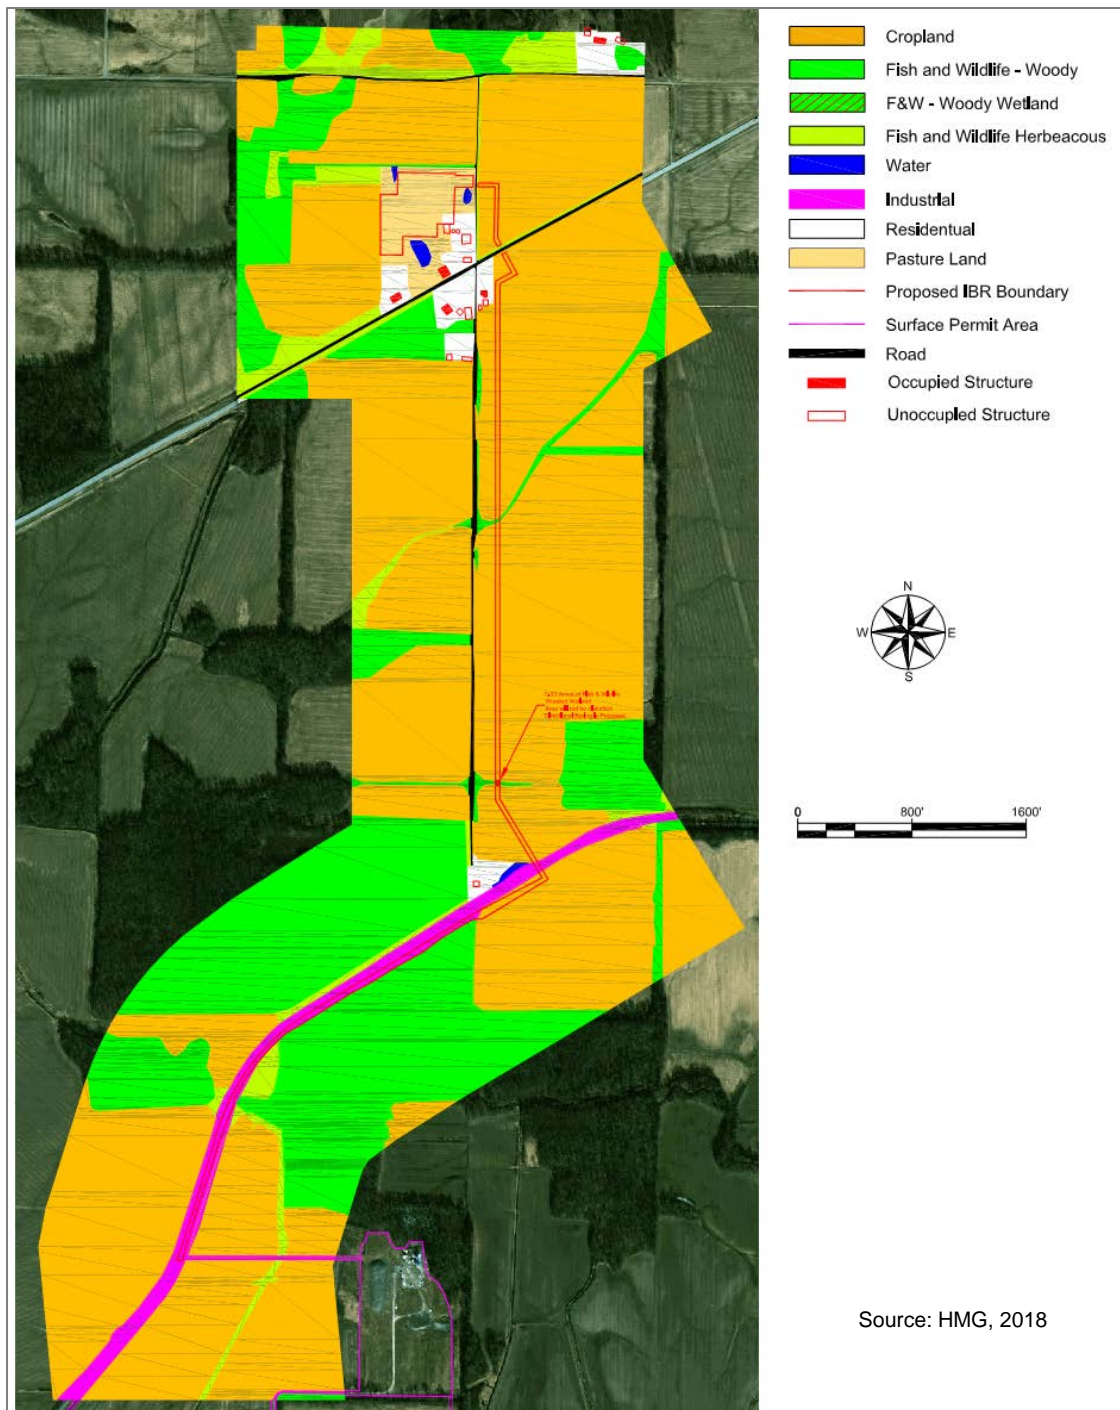 Cropland
Fish and Wildlife - Woody
F&W - Woody Wetland
Fish and Wildlife Herbeacous
Water
Industrial
Residentual
Pasture Land
Proposed IBR Boundary
Surface Permit Area
Road
Occupied Structure
Unoccupled Structure
N
W
E
S
0
800'
1600'
Source: HMG, 2018